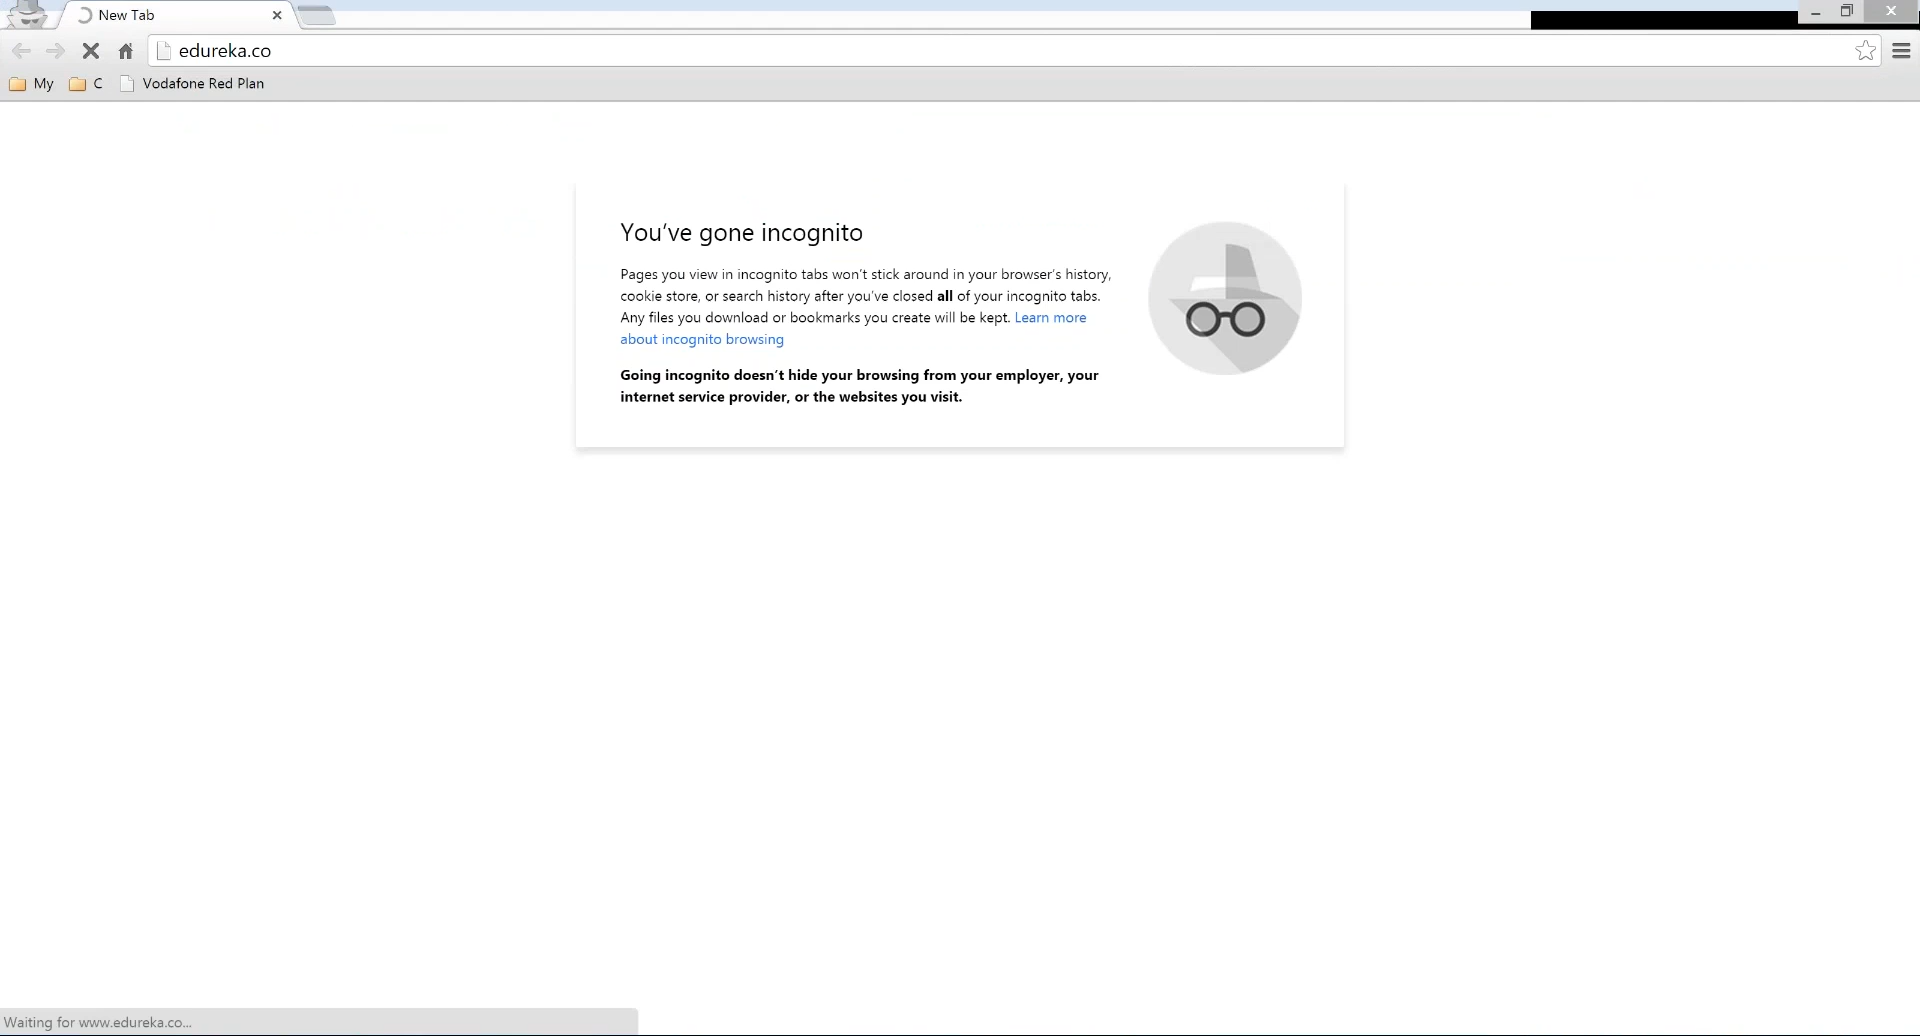 New Tab
edureka.co
My C Vodafone Red Plan
You've gone incognito
Pages you view in incognito tabs won't stick around in your browser's history,
cookie store, or search history after you've closed all of your incognito tabs.
Any files you download or bookmarks you create will be kept. Learn more
about incognito browsing
Going incognito doesn't hide your browsing from your employer, your
internet service provider, or the websites you visit.
Waiting for www.edureka.co...